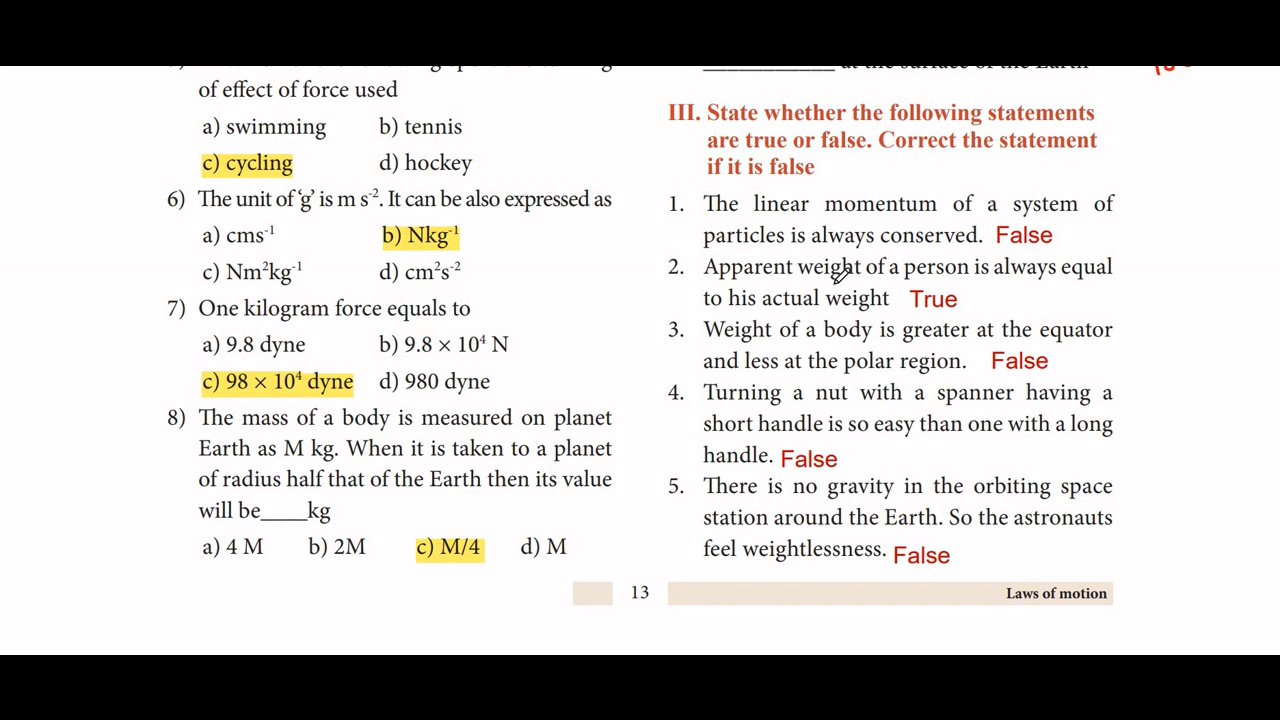 of effect of force used
a) swimming b) tennis
c) cycling d) hockey
6) The unit of 'g' is m s⁻². It can be also expressed as
a) cms⁻¹ b) Nkg⁻¹
c) Nm²kg⁻¹ d) cm²s⁻²
7) One kilogram force equals to
a) 9.8 dyne b) 9.8 × 10⁴ N
c) 98 × 10⁴ dyne d) 980 dyne
8) The mass of a body is measured on planet
Earth as M kg. When it is taken to a planet
of radius half that of the Earth then its value
will be____kg
a) 4 M b) 2M c) M/4 d) M
___________ at the surface of the Earth
III. State whether the following statements
are true or false. Correct the statement
if it is false
1. The linear momentum of a system of
particles is always conserved. False
2. Apparent weight of a person is always equal
to his actual weight True
3. Weight of a body is greater at the equator
and less at the polar region. False
4. Turning a nut with a spanner having a
short handle is so easy than one with a long
handle. False
5. There is no gravity in the orbiting space
station around the Earth. So the astronauts
feel weightlessness. False
13 Laws of motion